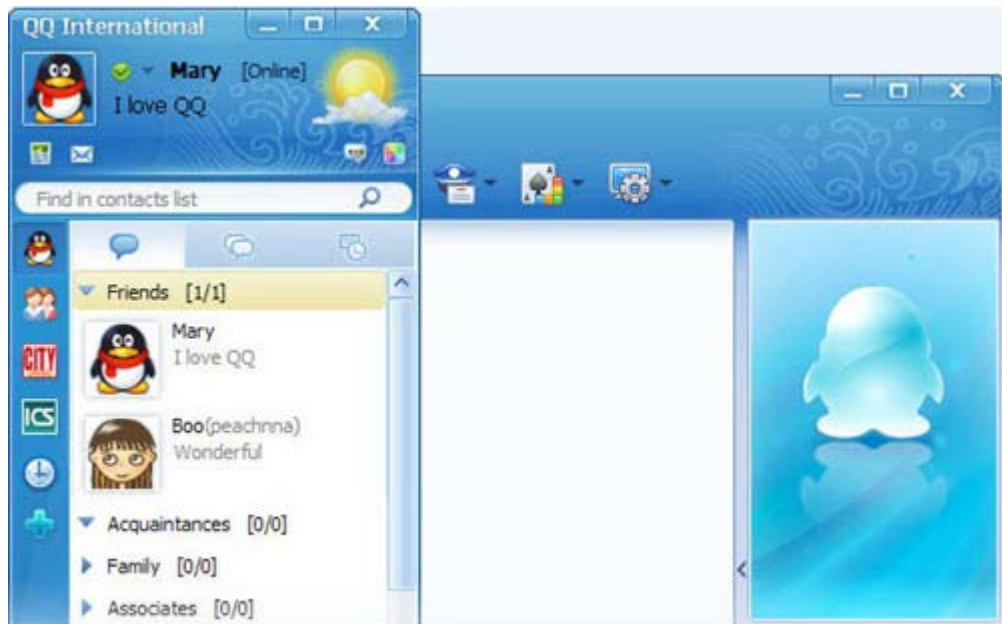 QQ International
Mary [Online]
I love QQ
Find in contacts list
Friends [1/1]
Mary
I love QQ
CITY
Boo(peachnna)
ICS
Wonderful
Acquaintances [0/0]
Family [0/0]
Associates [0/0]